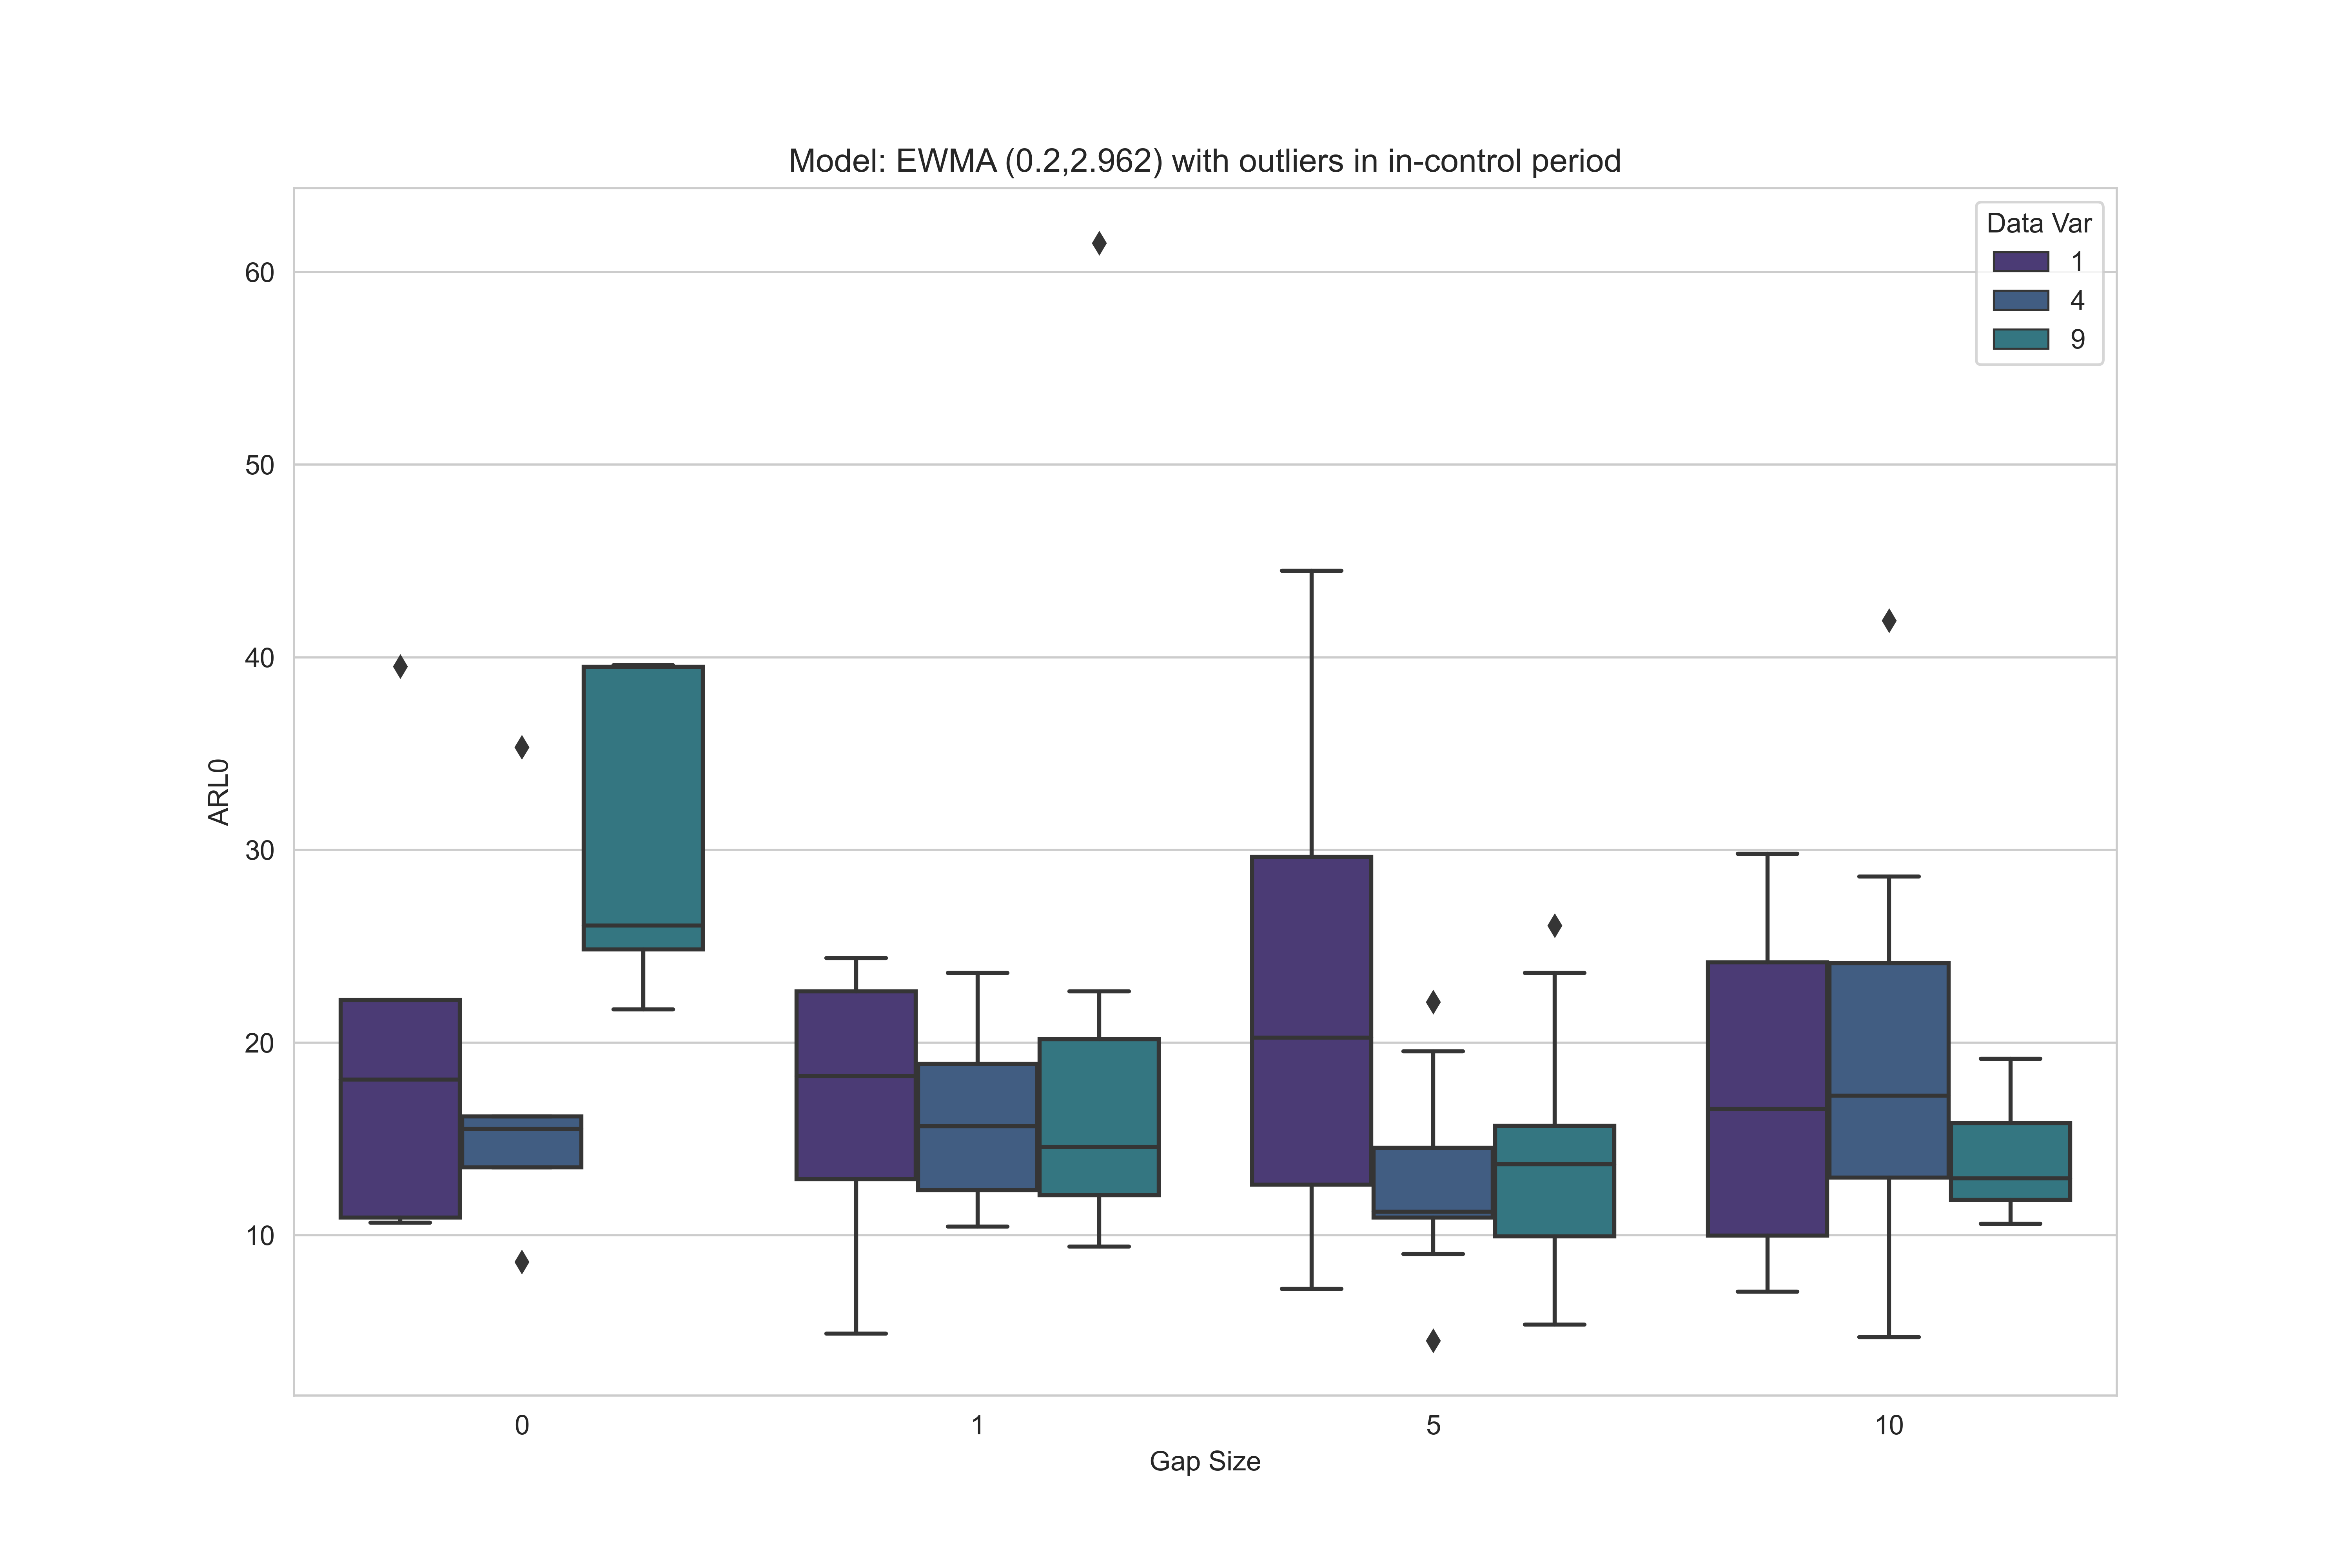 Model: EWMA (0.2,2.962) with outliers in in-control period
Data Var
1
4
9
60
50
40
30
20
10
ARL0
0 1 5 10
Gap Size